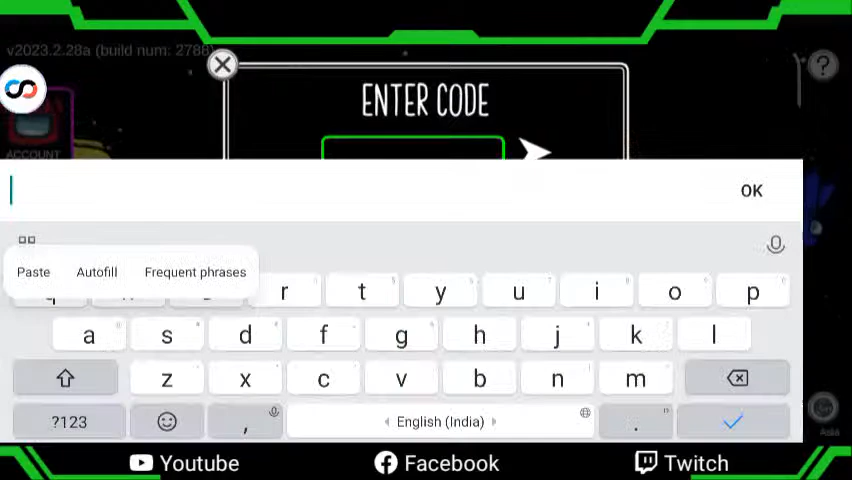 v2023.2.28a (build num: 2788)
ENTER CODE
?
ACCOUNT
OK
Paste Autofill Frequent phrases
r t y u i o p
a s d f g h j k l
z x c v b n m
?123 , English (India) .
Youtube Facebook Twitch